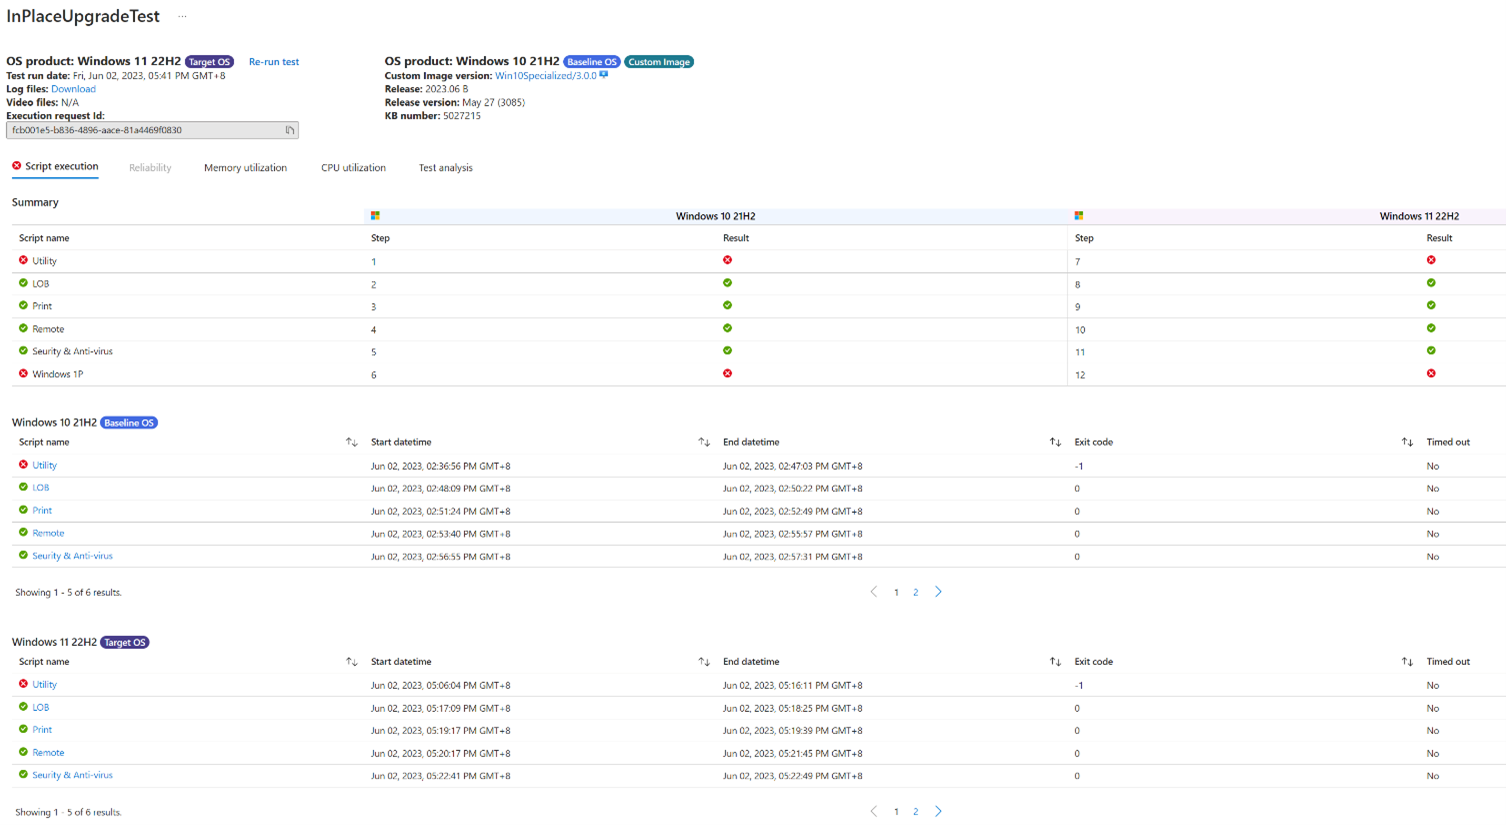 InPlaceUpgradeTest ...
OS product: Windows 11 22H2 Target OS Re-run test
Test run date: Fri, Jun 02, 2023, 05:41 PM GMT+8
Log files: Download
Video files: N/A
Execution request Id:
fcb001e5-b836-4896-aace-81a4469f0830
OS product: Windows 10 21H2 Baseline OS Custom Image
Custom Image version: Win10Specialized/3.0.0
Release: 2023.06 B
Release version: May 27 (3085)
KB number: 5027215
Script execution Reliability Memory utilization CPU utilization Test analysis
Summary
Windows 10 21H2 Windows 11 22H2
Script name Step Result Step Result
Utility 1 7
LOB 2 8
Print 3 9
Remote 4 10
Seurity & Anti-virus 5 11
Windows 1P 6 12
Windows 10 21H2 Baseline OS
Script name Start datetime End datetime Exit code Timed out
Utility Jun 02, 2023, 02:36:56 PM GMT+8 Jun 02, 2023, 02:47:03 PM GMT+8 -1 No
LOB Jun 02, 2023, 02:48:09 PM GMT+8 Jun 02, 2023, 02:50:22 PM GMT+8 0 No
Print Jun 02, 2023, 02:51:24 PM GMT+8 Jun 02, 2023, 02:52:49 PM GMT+8 0 No
Remote Jun 02, 2023, 02:53:40 PM GMT+8 Jun 02, 2023, 02:55:57 PM GMT+8 0 No
Seurity & Anti-virus Jun 02, 2023, 02:56:55 PM GMT+8 Jun 02, 2023, 02:57:31 PM GMT+8 0 No
Showing 1 - 5 of 6 results. < 1 2 >
Windows 11 22H2 Target OS
Script name Start datetime End datetime Exit code Timed out
Utility Jun 02, 2023, 05:06:04 PM GMT+8 Jun 02, 2023, 05:16:11 PM GMT+8 -1 No
LOB Jun 02, 2023, 05:17:09 PM GMT+8 Jun 02, 2023, 05:18:25 PM GMT+8 0 No
Print Jun 02, 2023, 05:19:17 PM GMT+8 Jun 02, 2023, 05:19:39 PM GMT+8 0 No
Remote Jun 02, 2023, 05:20:17 PM GMT+8 Jun 02, 2023, 05:21:45 PM GMT+8 0 No
Seurity & Anti-virus Jun 02, 2023, 05:22:41 PM GMT+8 Jun 02, 2023, 05:22:49 PM GMT+8 0 No
Showing 1 - 5 of 6 results. < 1 2 >